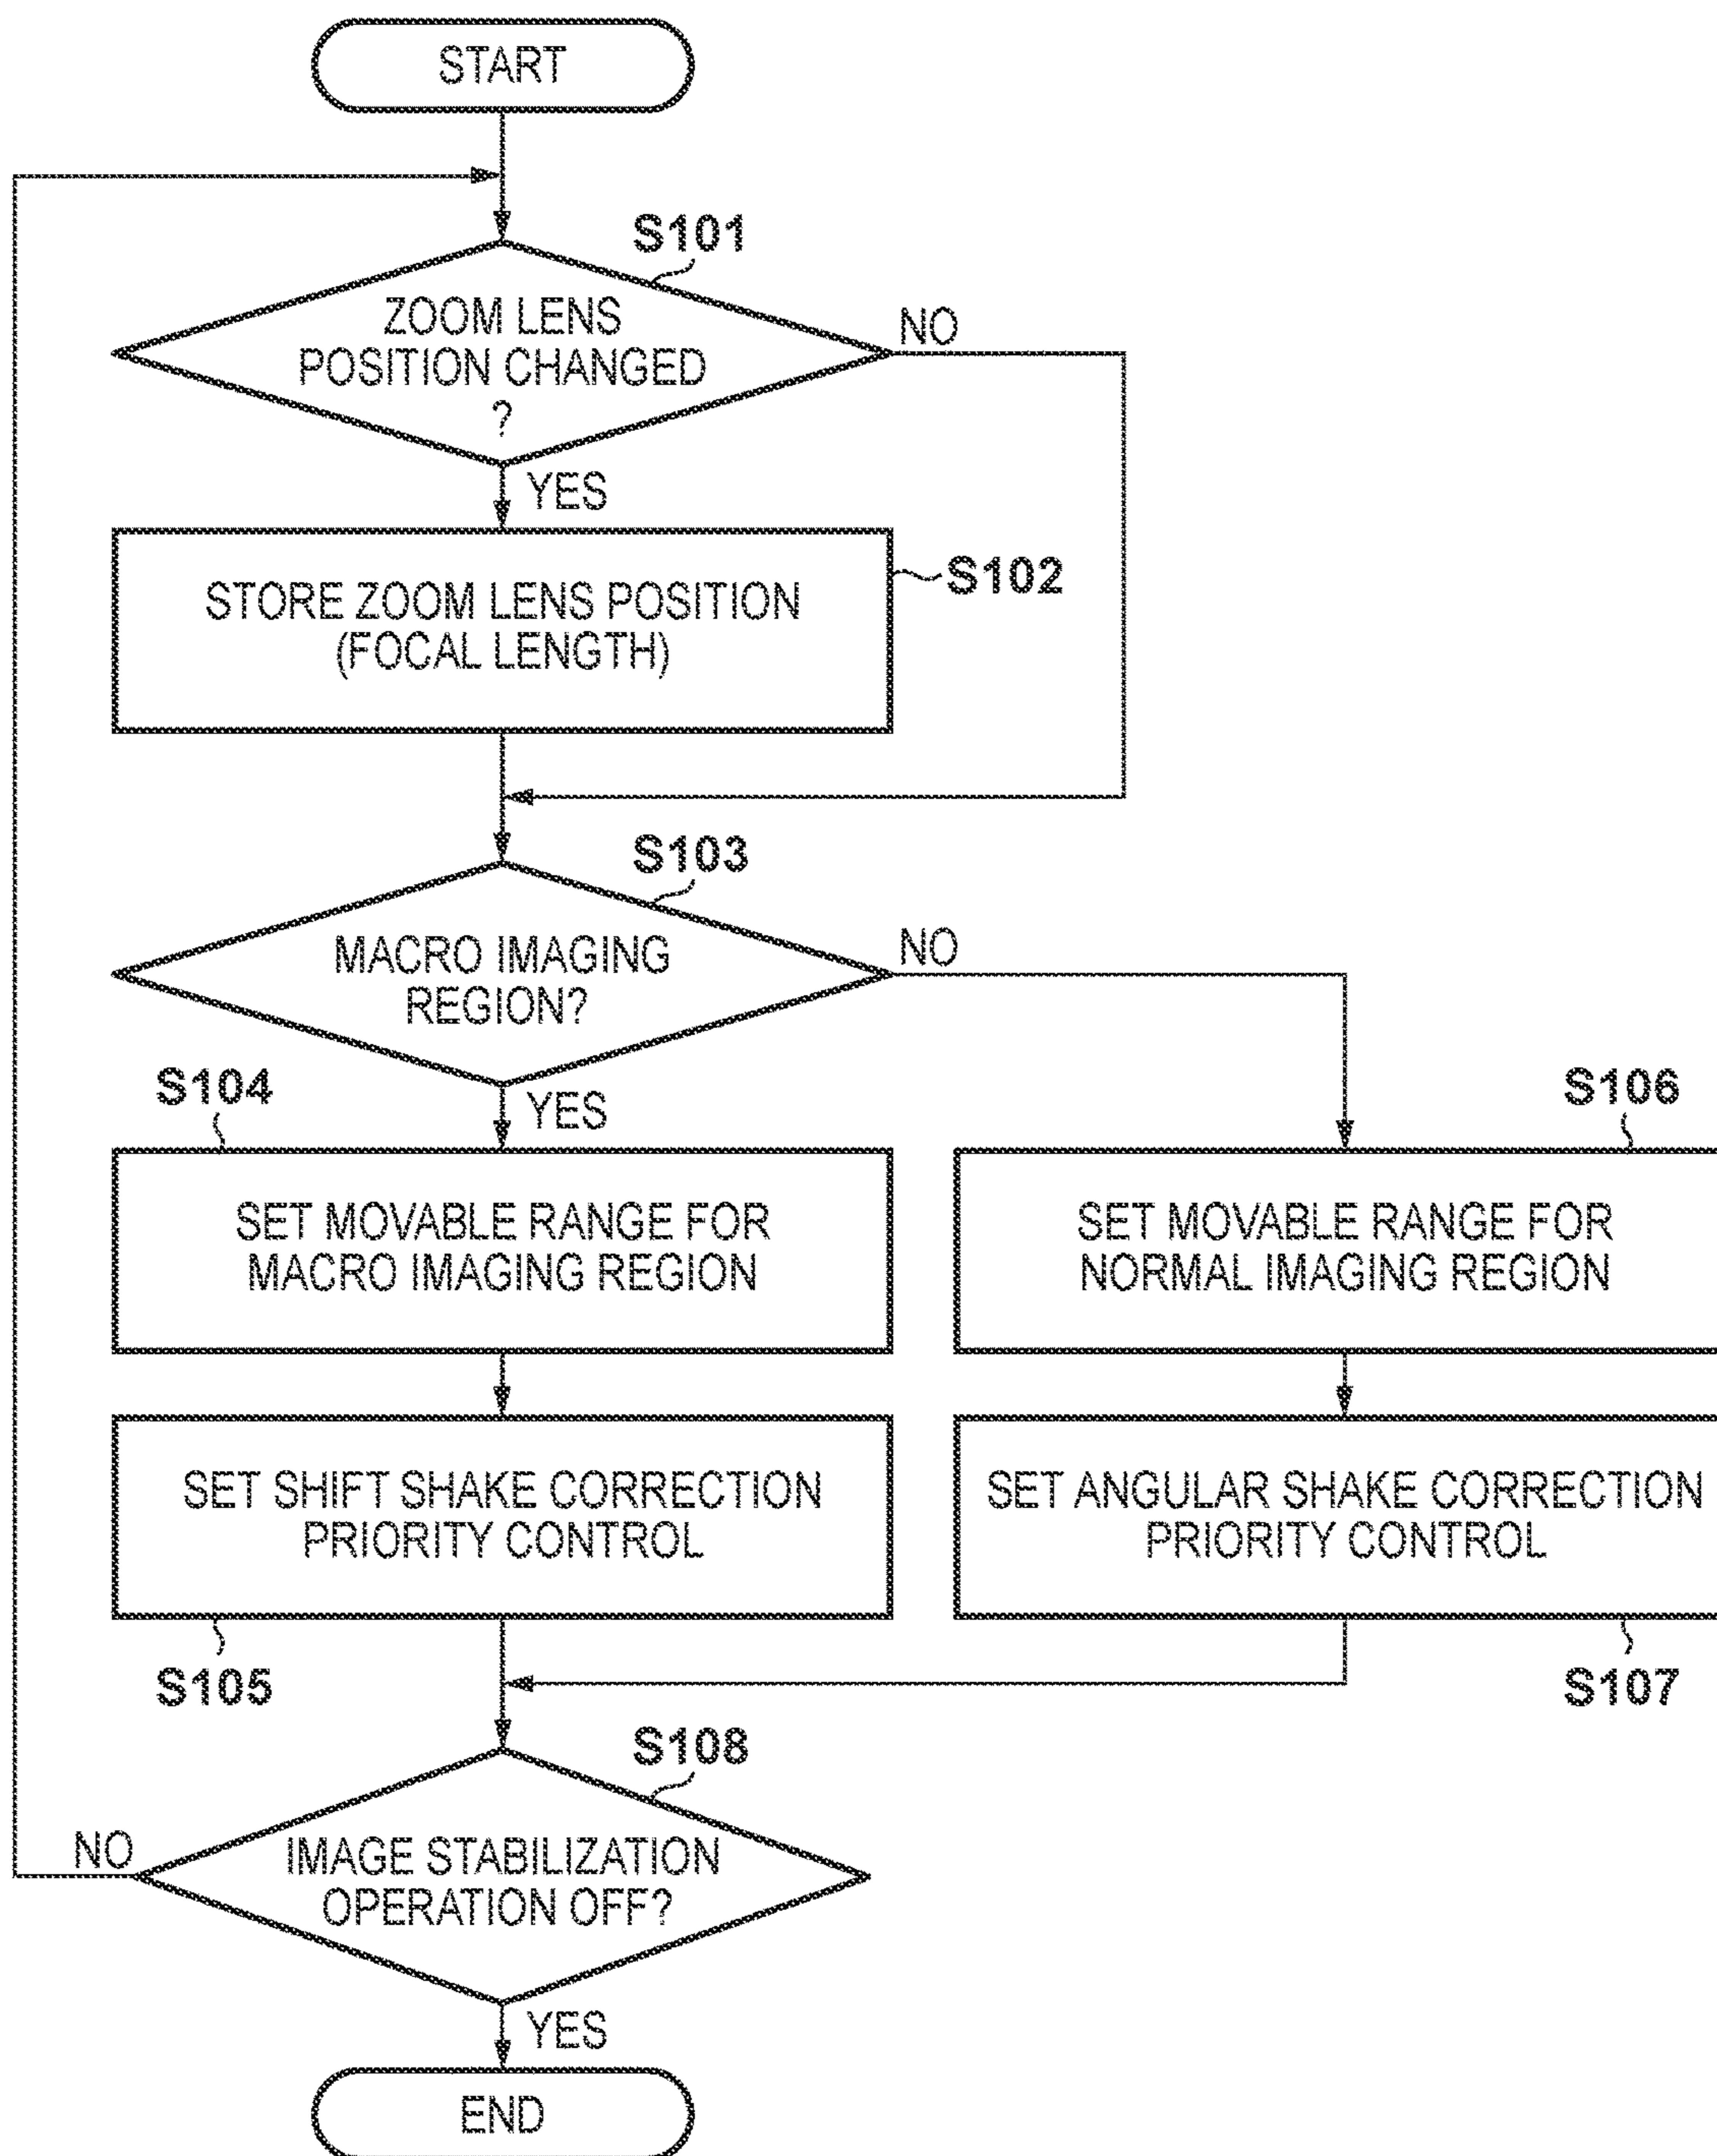 START
S101
ZOOM LENS
POSITION CHANGED
?
NO
YES
STORE ZOOM LENS POSITION
(FOCAL LENGTH)
S102
S103
MACRO IMAGING
REGION?
NO
YES
S104
SET MOVABLE RANGE FOR
MACRO IMAGING REGION
S106
SET MOVABLE RANGE FOR
NORMAL IMAGING REGION
SET SHIFT SHAKE CORRECTION
PRIORITY CONTROL
S105
SET ANGULAR SHAKE CORRECTION
PRIORITY CONTROL
S107
S108
IMAGE STABILIZATION
OPERATION OFF?
NO
YES
END